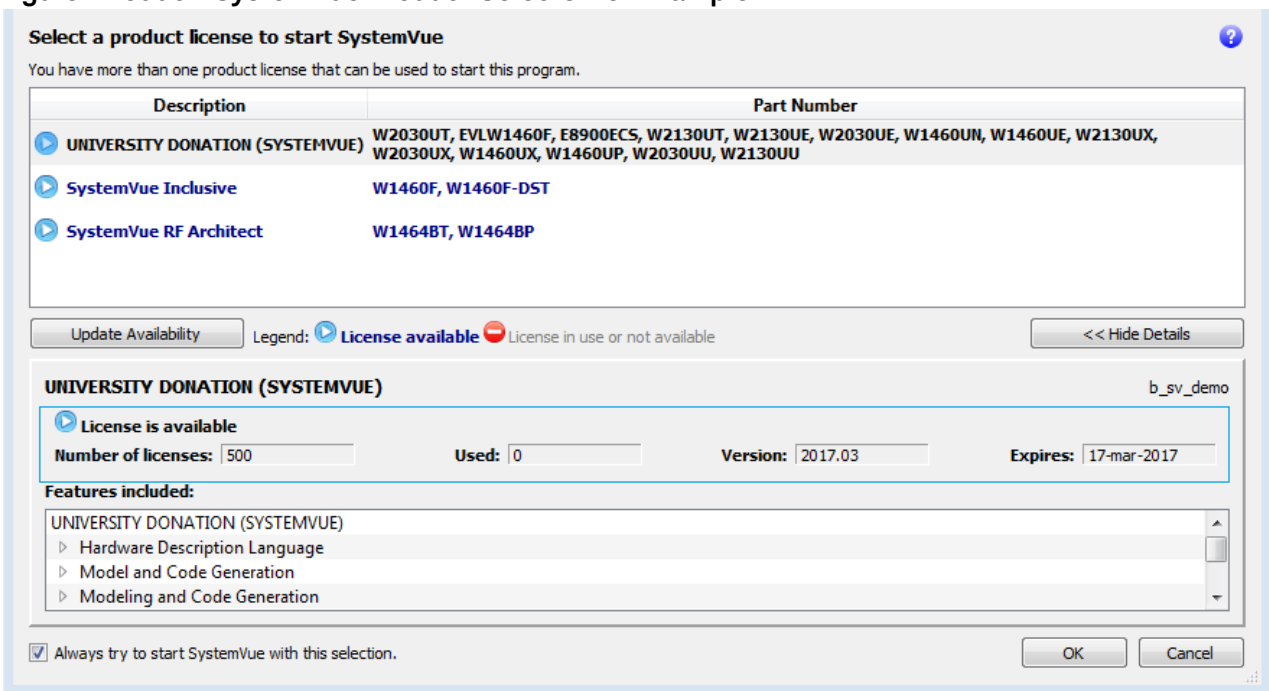 Select a product license to start SystemVue
You have more than one product license that can be used to start this program.
Description Part Number
UNIVERSITY DONATION (SYSTEMVUE) W2030UT, EVLW1460F, E8900ECS, W2130UT, W2130UE, W2030UE, W1460UN, W1460UE, W2130UX,
W2030UX, W1460UX, W1460UP, W2030UU, W2130UU
SystemVue Inclusive W1460F, W1460F-DST
SystemVue RF Architect W1464BT, W1464BP
Update Availability Legend: License available License in use or not available << Hide Details
UNIVERSITY DONATION (SYSTEMVUE) b_sv_demo
License is available
Number of licenses: 500 Used: 0 Version: 2017.03 Expires: 17-mar-2017
Features included:
UNIVERSITY DONATION (SYSTEMVUE)
Hardware Description Language
Model and Code Generation
Modeling and Code Generation
Always try to start SystemVue with this selection. OK Cancel